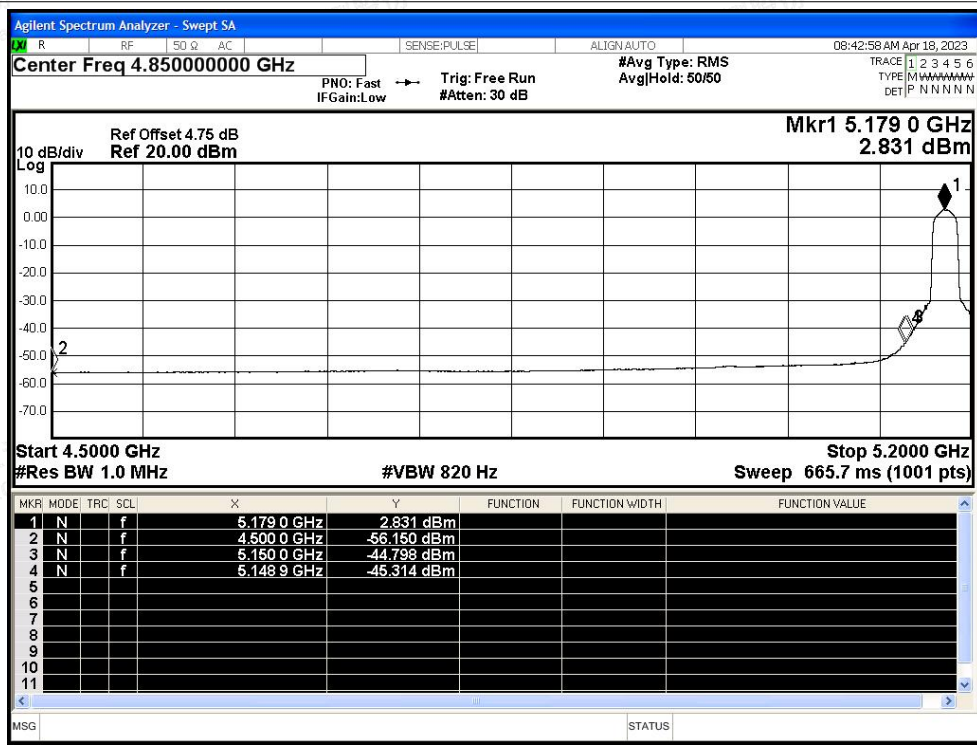 Agilent Spectrum Analyzer - Swept SA
LXI R RF 50 Ω AC SENSE:PULSE ALIGN AUTO 08:42:58 AM Apr 18, 2023
Center Freq 4.850000000 GHz
PNO: Fast Trig: Free Run #Avg Type: RMS TRACE 1 2 3 4 5 6
IFGain:Low #Atten: 30 dB Avg|Hold: 50/50 TYPE M WWWWW
DET P N N N N N
Ref Offset 4.75 dB Mkr1 5.179 0 GHz
10 dB/div Ref 20.00 dBm 2.831 dBm
Log
10.0
1
0.00
-10.0
-20.0
-30.0
-40.0
4 3
-50.0
2
-60.0
-70.0
Start 4.5000 GHz Stop 5.2000 GHz
#Res BW 1.0 MHz #VBW 820 Hz Sweep 665.7 ms (1001 pts)
MKR MODE TRC SCL X Y FUNCTION FUNCTION WIDTH FUNCTION VALUE
1 N f 5.179 0 GHz 2.831 dBm
2 N f 4.500 0 GHz -56.150 dBm
3 N f 5.150 0 GHz -44.798 dBm
4 N f 5.148 9 GHz -45.314 dBm
5
6
7
8
9
10
11
MSG STATUS